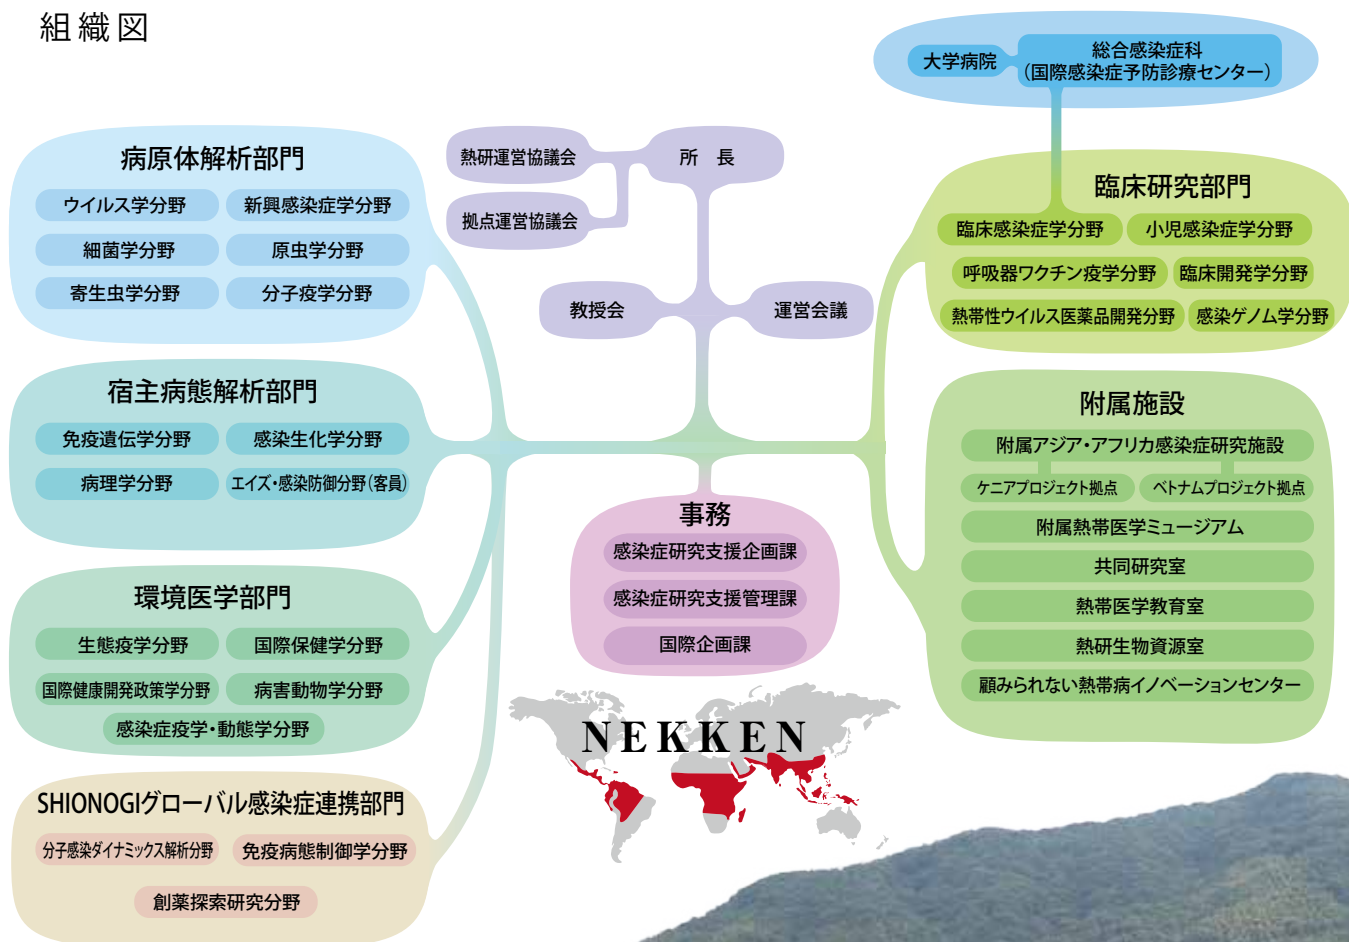 組織図
大学病院
総合感染症科
（国際感染症予防診療センター）
熱研運営協議会
所　長
拠点運営協議会
教授会
運営会議
病原体解析部門
ウイルス学分野
新興感染症学分野
細菌学分野
原虫学分野
寄生虫学分野
分子疫学分野
宿主病態解析部門
免疫遺伝学分野
感染生化学分野
病理学分野
エイズ・感染防御分野（客員）
環境医学部門
生態疫学分野
国際保健学分野
国際健康開発政策学分野
病害動物学分野
感染症疫学・動態学分野
SHIONOGIグローバル感染症連携部門
分子感染ダイナミックス解析分野
免疫病態制御学分野
創薬探索研究分野
事務
感染症研究支援企画課
感染症研究支援管理課
国際企画課
NEKKEN
臨床研究部門
臨床感染症学分野
小児感染症学分野
呼吸器ワクチン疫学分野
臨床開発学分野
熱帯性ウイルス医薬品開発分野
感染ゲノム学分野
附属施設
附属アジア・アフリカ感染症研究施設
ケニアプロジェクト拠点
ベトナムプロジェクト拠点
附属熱帯医学ミュージアム
共同研究室
熱帯医学教育室
熱研生物資源室
顧みられない熱帯病イノベーションセンター